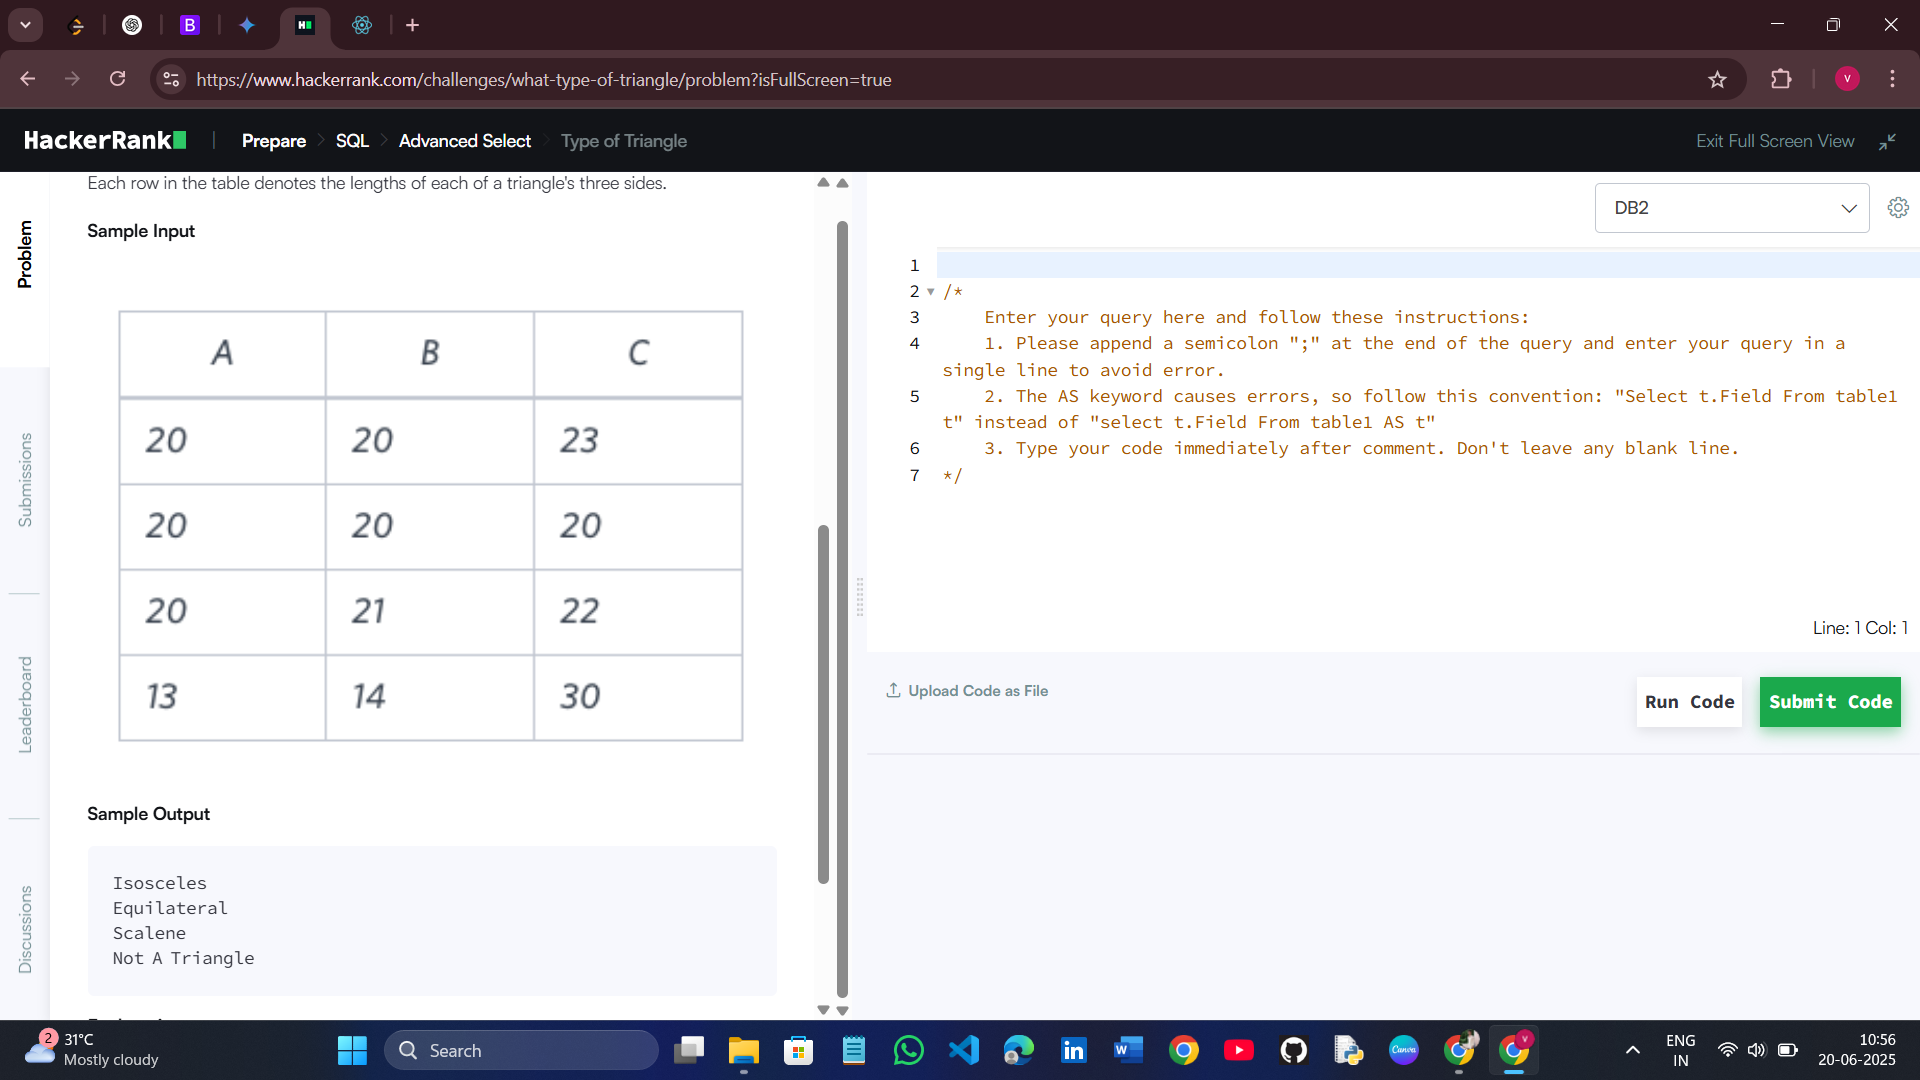 B
H
https://www.hackerrank.com/challenges/what-type-of-triangle/problem?isFullScreen=true
V
HackerRank
Prepare
SQL
Advanced Select
Type of Triangle
Exit Full Screen View
Problem
Submissions
Leaderboard
Discussions
Each row in the table denotes the lengths of each of a triangle's three sides.
Sample Input
A B C
20 20 23
20 20 20
20 21 22
13 14 30
Sample Output
Isosceles
Equilateral
Scalene
Not A Triangle
DB2
1
2 /*
3 Enter your query here and follow these instructions:
4 1. Please append a semicolon ";" at the end of the query and enter your query in a
single line to avoid error.
5 2. The AS keyword causes errors, so follow this convention: "Select t.Field From table1
t" instead of "select t.Field From table1 AS t"
6 3. Type your code immediately after comment. Don't leave any blank line.
7 */
Line: 1 Col: 1
Upload Code as File
Run Code
Submit Code
2
31°C
Mostly cloudy
Search
in
W
Canva
V
ENG
IN
10:56
20-06-2025